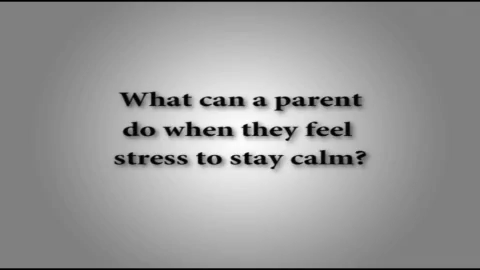 What can a parent
do when they feel
stress to stay calm?